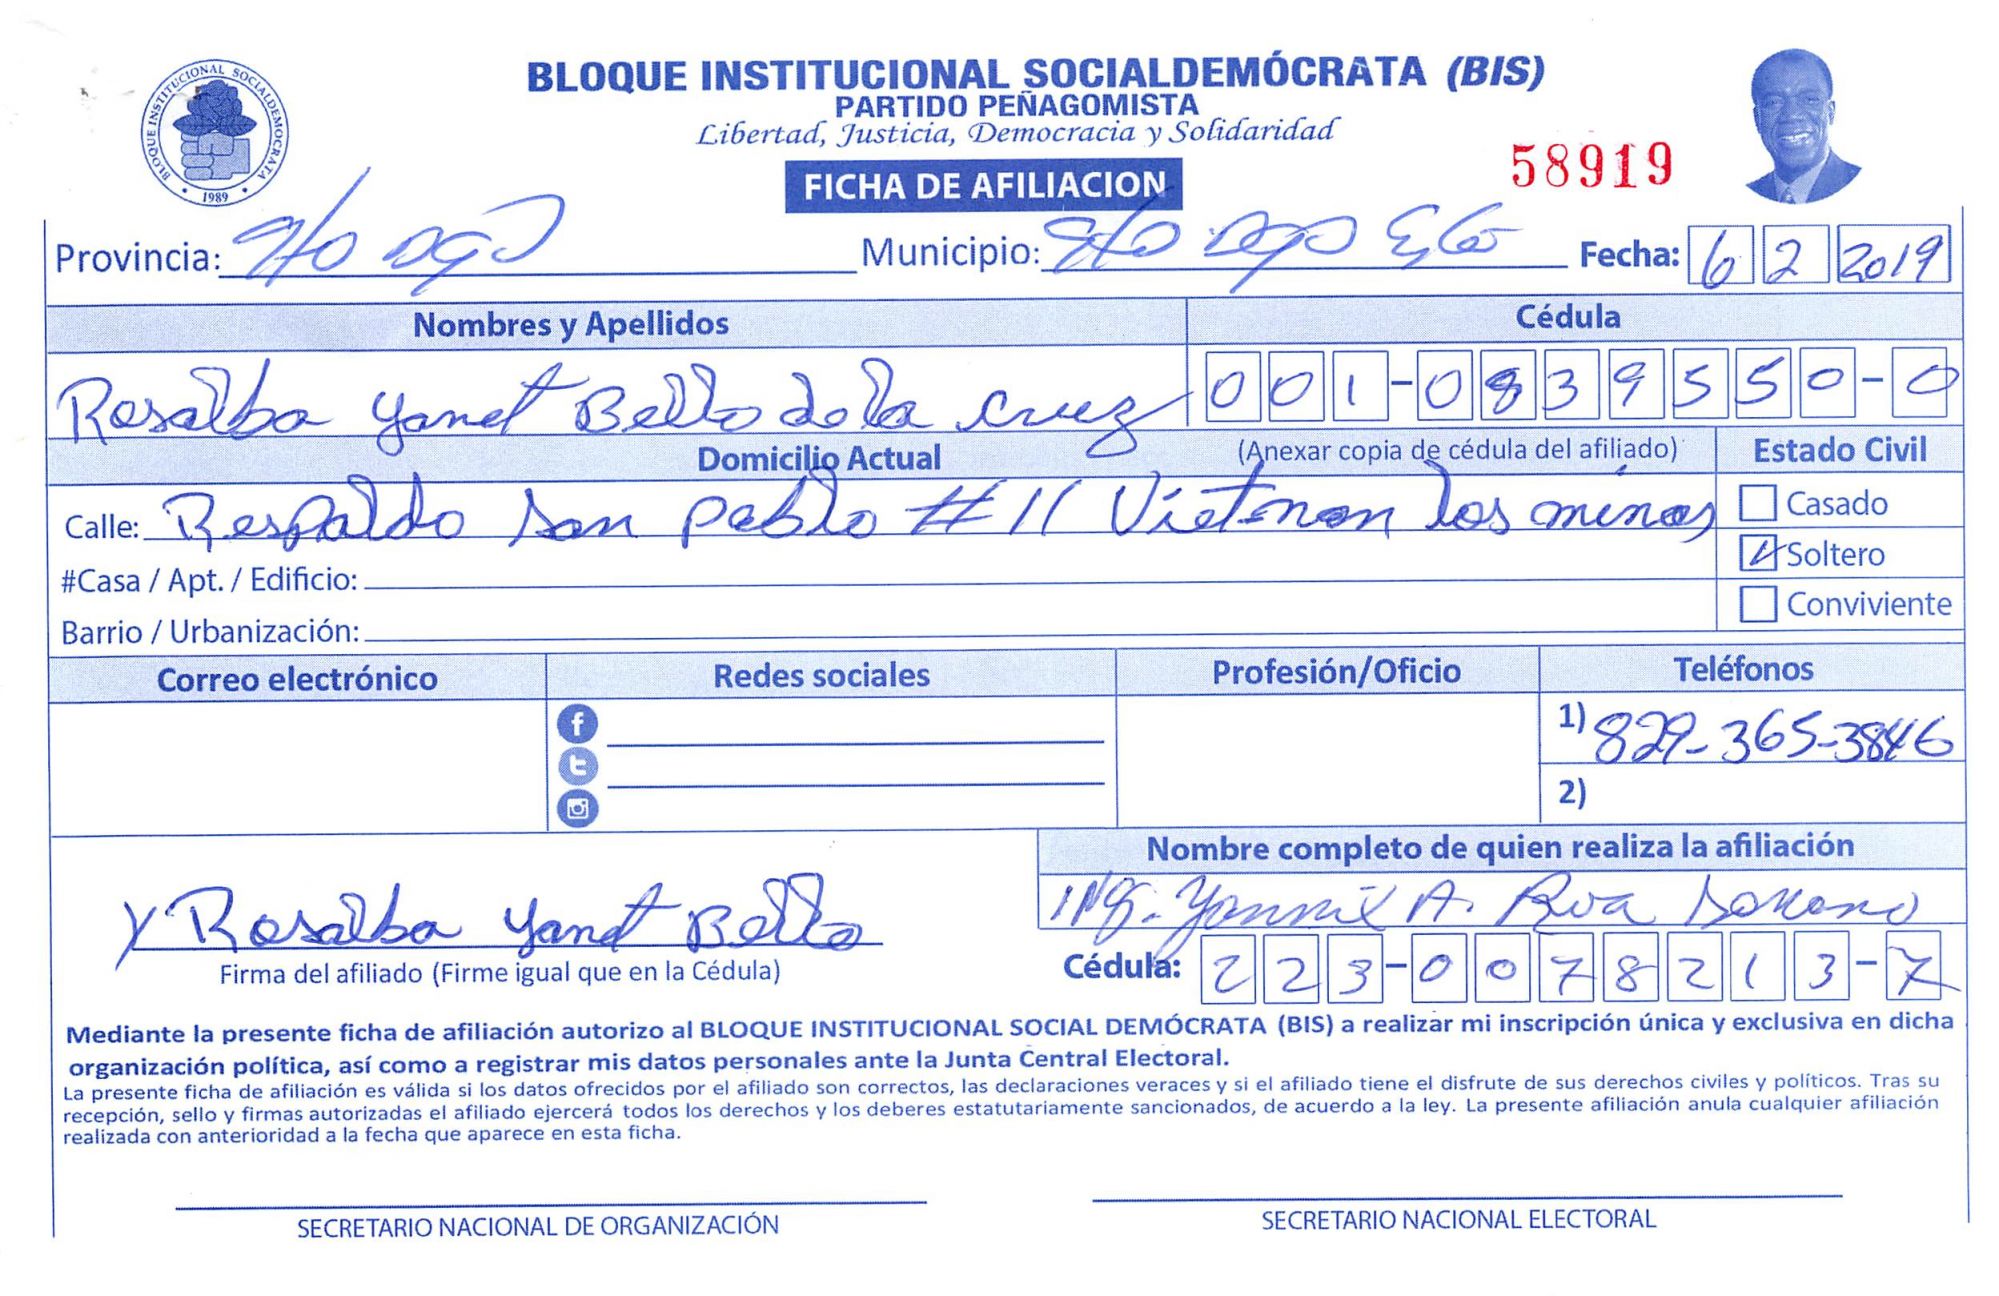 BLOQUE INSTITUCIONAL SOCIALDEMÓCRATA
1989
BLOQUE INSTITUCIONAL SOCIALDEMÓCRATA (BIS)
PARTIDO PEÑAGOMISTA
Libertad, Justicia, Democracia y Solidaridad
58919
FICHA DE AFILIACION
Provincia: Sto Dgo Municipio: Sto Dgo Este Fecha: 6 2 2019
Nombres y Apellidos Cédula
Rosalba Yanet Bello de la Cruz 001-0839550-0
Domicilio Actual (Anexar copia de cédula del afiliado) Estado Civil
Calle: Respaldo San Pablo #11 Vietnan los minas Casado
#Casa / Apt. / Edificio: Soltero
Barrio / Urbanización: Conviviente
Correo electrónico Redes sociales Profesión/Oficio Teléfonos
1) 829-365-3846
2)
Nombre completo de quien realiza la afiliación
Y Rosalba Yanet Bello ING. A.
Firma del afiliado (Firme igual que en la Cédula) Cédula: 223-0078213-7
Mediante la presente ficha de afiliación autorizo al BLOQUE INSTITUCIONAL SOCIAL DEMÓCRATA (BIS) a realizar mi inscripción única y exclusiva en dicha
organización política, así como a registrar mis datos personales ante la Junta Central Electoral.
La presente ficha de afiliación es válida si los datos ofrecidos por el afiliado son correctos, las declaraciones veraces y si el afiliado tiene el disfrute de sus derechos civiles y políticos. Tras su
recepción, sello y firmas autorizadas el afiliado ejercerá todos los derechos y los deberes estatutariamente sancionados, de acuerdo a la ley. La presente afiliación anula cualquier afiliación
realizada con anterioridad a la fecha que aparece en esta ficha.
SECRETARIO NACIONAL DE ORGANIZACIÓN SECRETARIO NACIONAL ELECTORAL